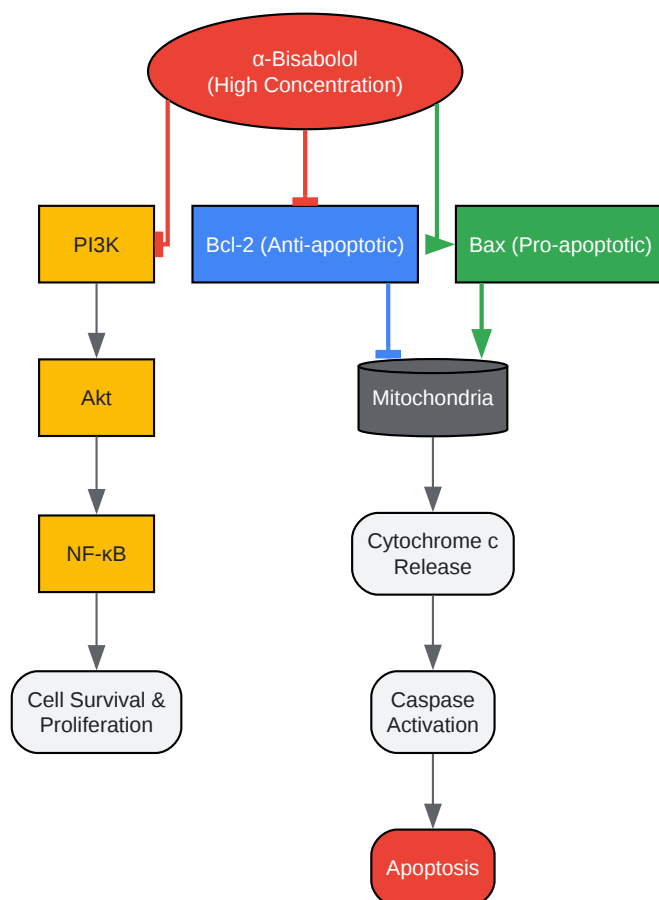 α-Bisabolol
(High Concentration)
PI3K
Bcl-2 (Anti-apoptotic)
Bax (Pro-apoptotic)
Akt
Mitochondria
NF-κB
Cytochrome c
Release
Cell Survival &
Proliferation
Caspase
Activation
Apoptosis